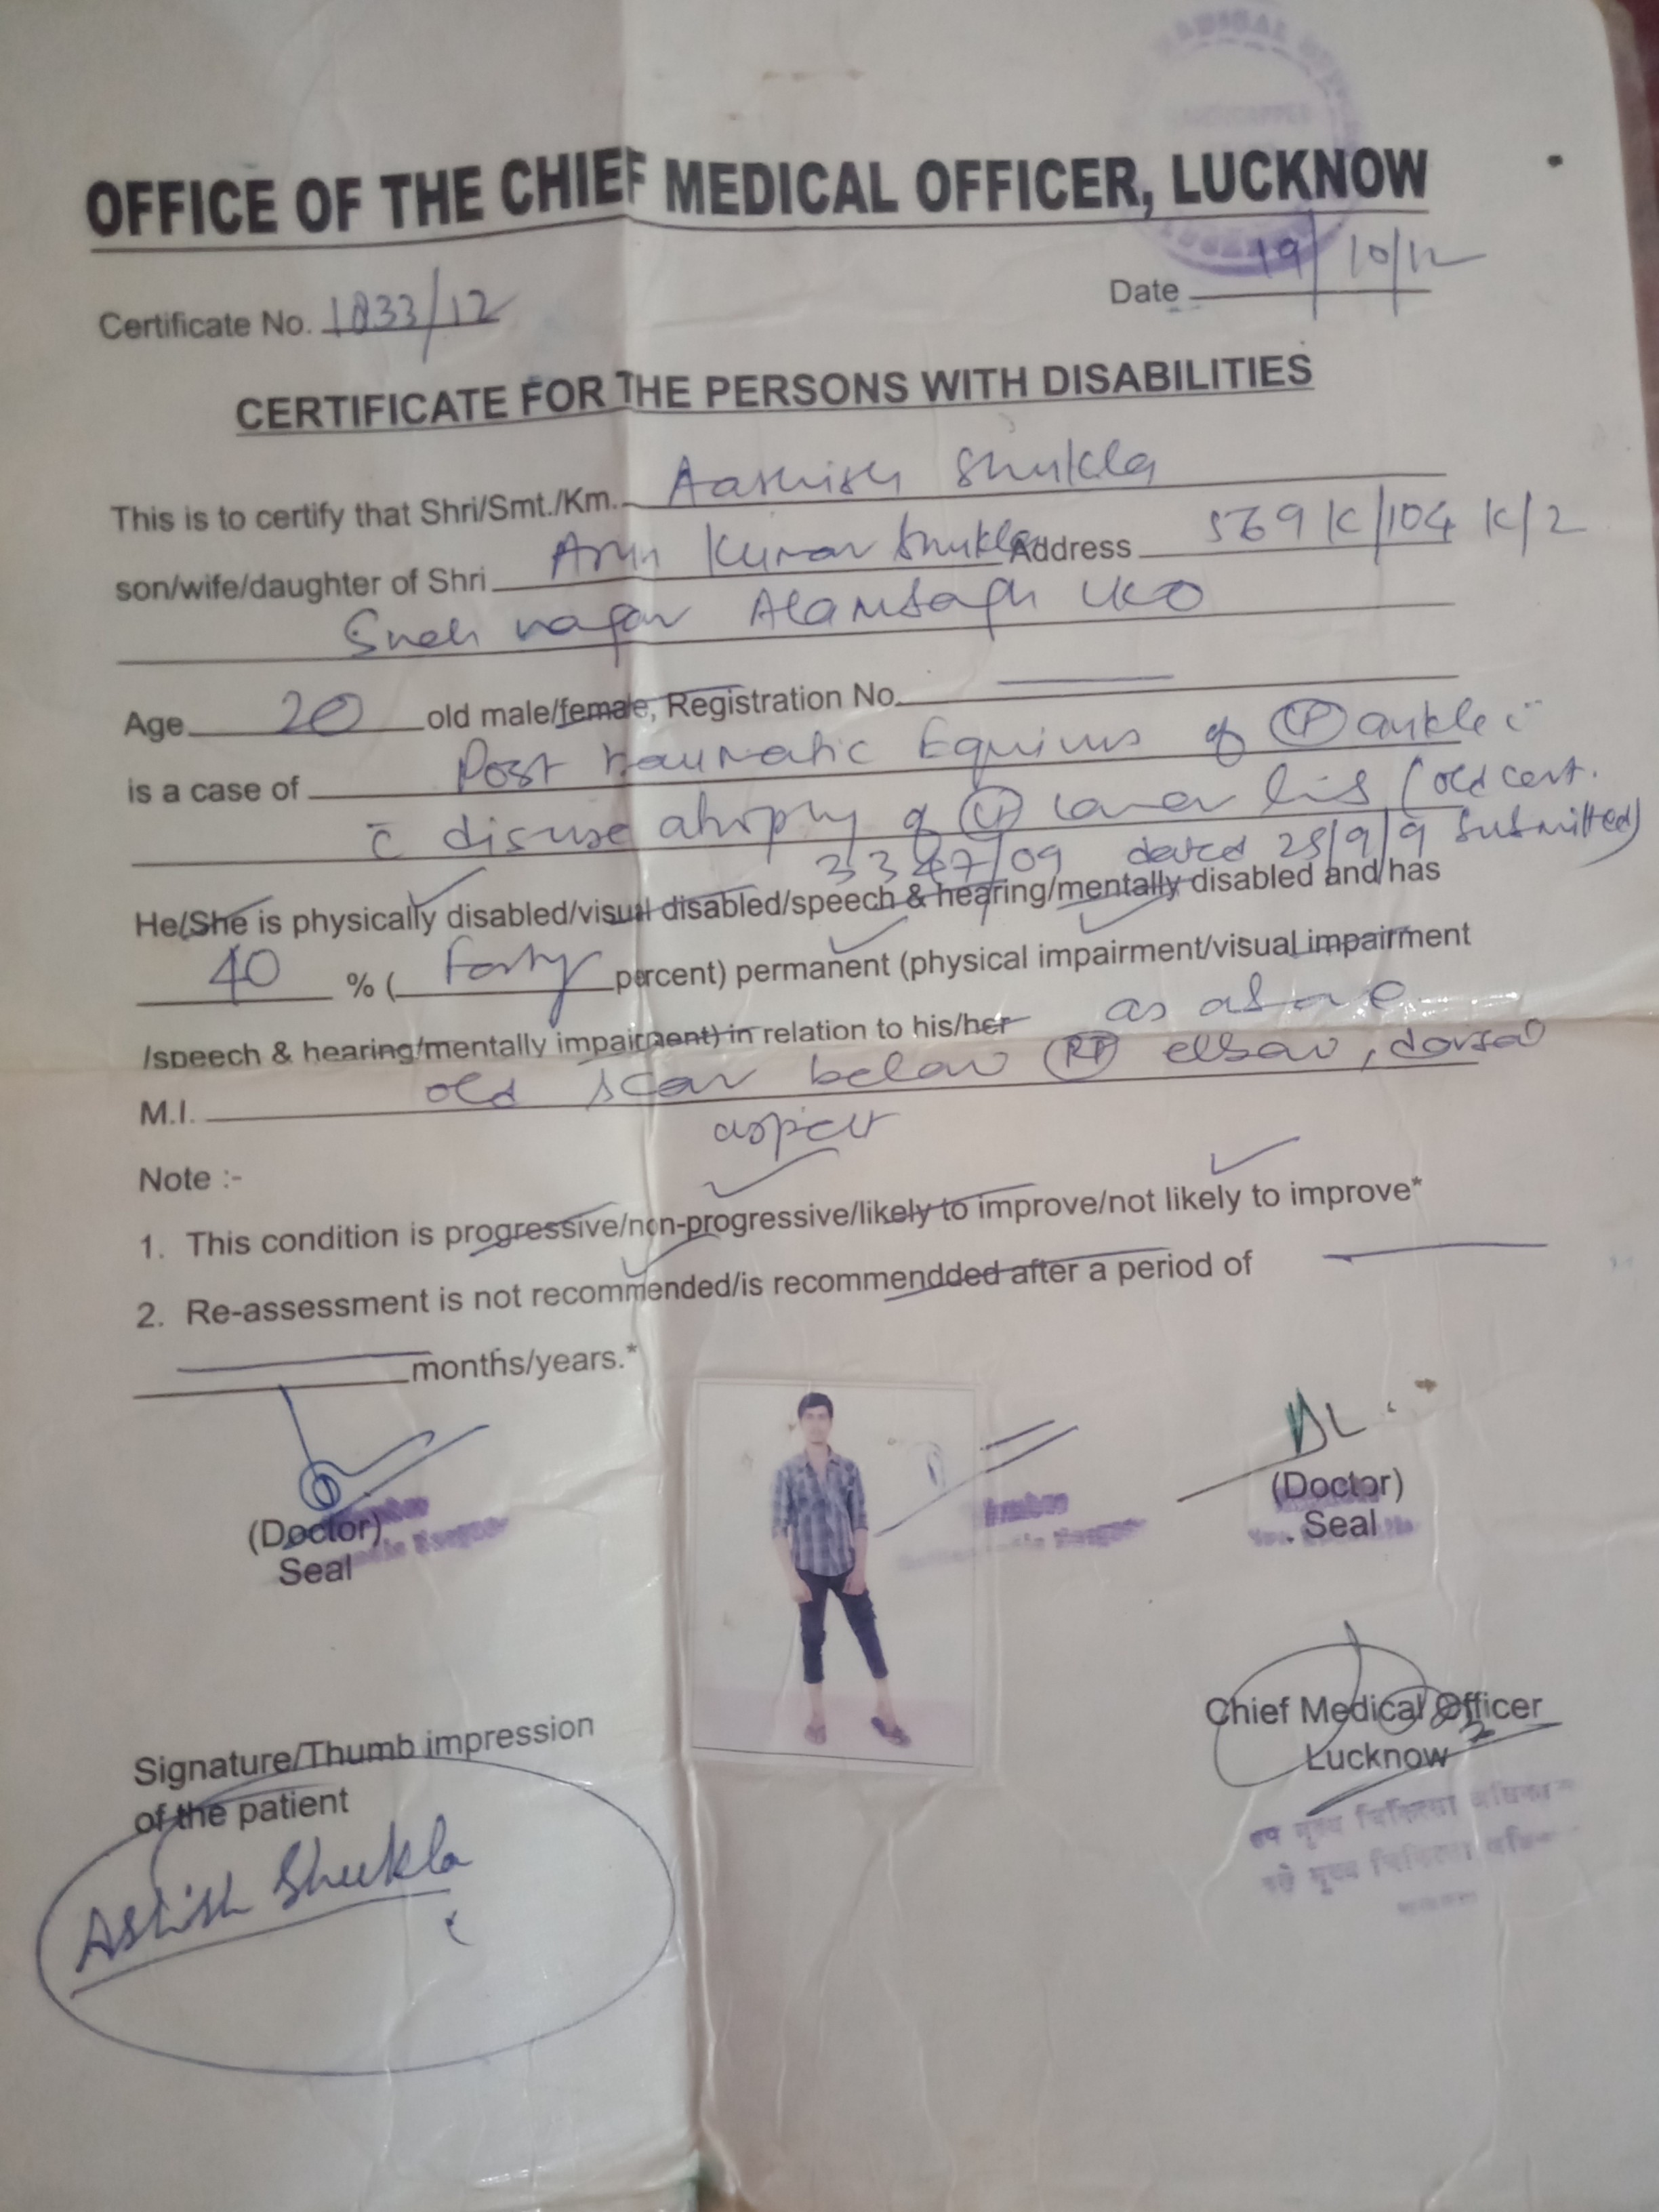 OFFICE OF THE CHIEF MEDICAL OFFICER, LUCKNOW
Certificate No. 1833/12
Date 19/10/12
CERTIFICATE FOR THE PERSONS WITH DISABILITIES
This is to certify that Shri/Smt./Km. Aashish Shukla
son/wife/daughter of Shri Arun Kumar Shukla Address 569 K/104 K/2
Sneh nagar Alambagh LKO
Age 20 old male/female, Registration No.
is a case of Post traumatic Equinus of ankle
c̄ disuse atrophy of lower limb (old cert.
3347/09 dated 25/9/9 submitted)
He/She is physically disabled/visual disabled/speech & hearing/mentally disabled and/has
40 % ( Forty percent) permanent (physical impairment/visual impairment
/speech & hearing/mentally impairment) in relation to his/her as above
M.I. old scar below RT elbow, dorsal
aspect
Note :-
1. This condition is progressive/non-progressive/likely to improve/not likely to improve*
2. Re-assessment is not recommended/is recommendded after a period of
months/years.*
(Doctor)
Seal
(Doctor)
Seal
Chief Medical Officer
Lucknow
Signature/Thumb impression
of the patient
Ashish Shukla